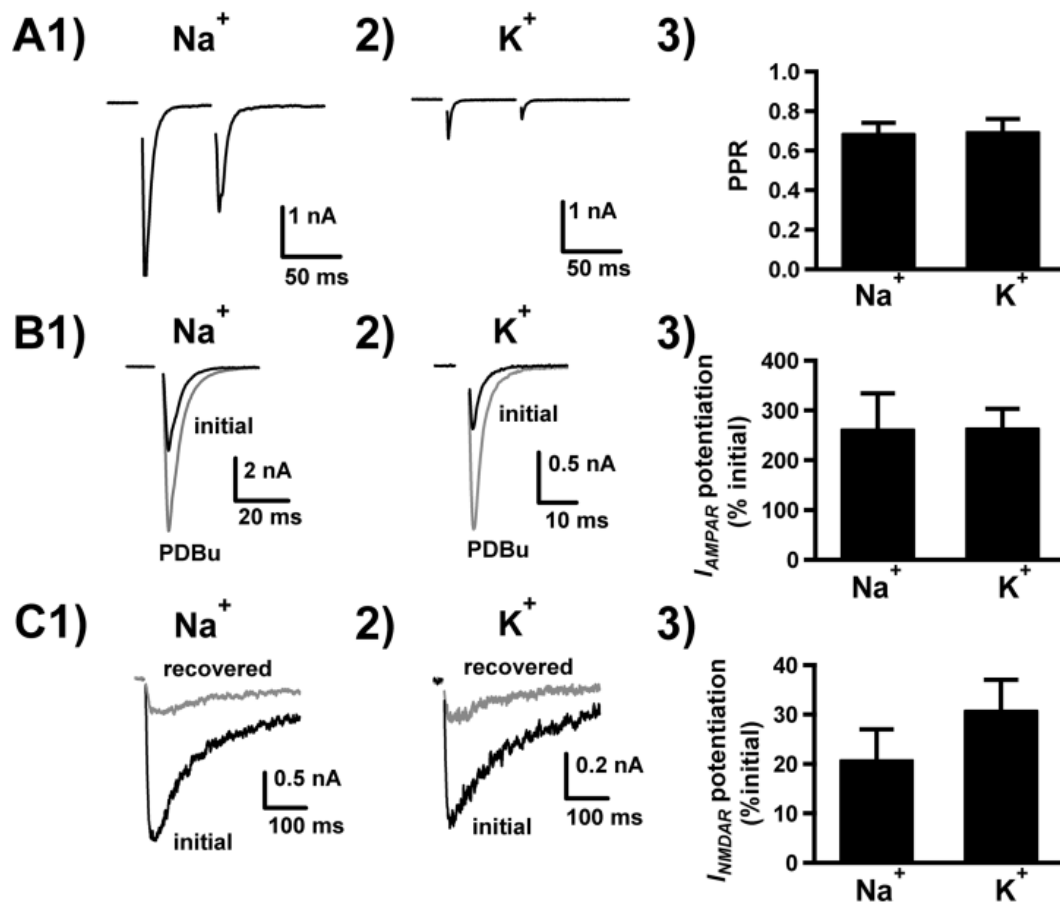 A1) Na+ 2) K+ 3)
1 nA
50 ms
1 nA
50 ms
PPR
1.0
0.8
0.6
0.4
0.2
0.0
Na+ K+
B1) Na+ 2) K+ 3)
initial
2 nA
20 ms
PDBu
initial
0.5 nA
10 ms
PDBu
IAMPAR potentiation
(% initial)
400
300
200
100
0
Na+ K+
C1) Na+ 2) K+ 3)
recovered
0.5 nA
100 ms
initial
recovered
0.2 nA
100 ms
initial
INMDAR potentiation
(%initial)
40
30
20
10
0
Na+ K+